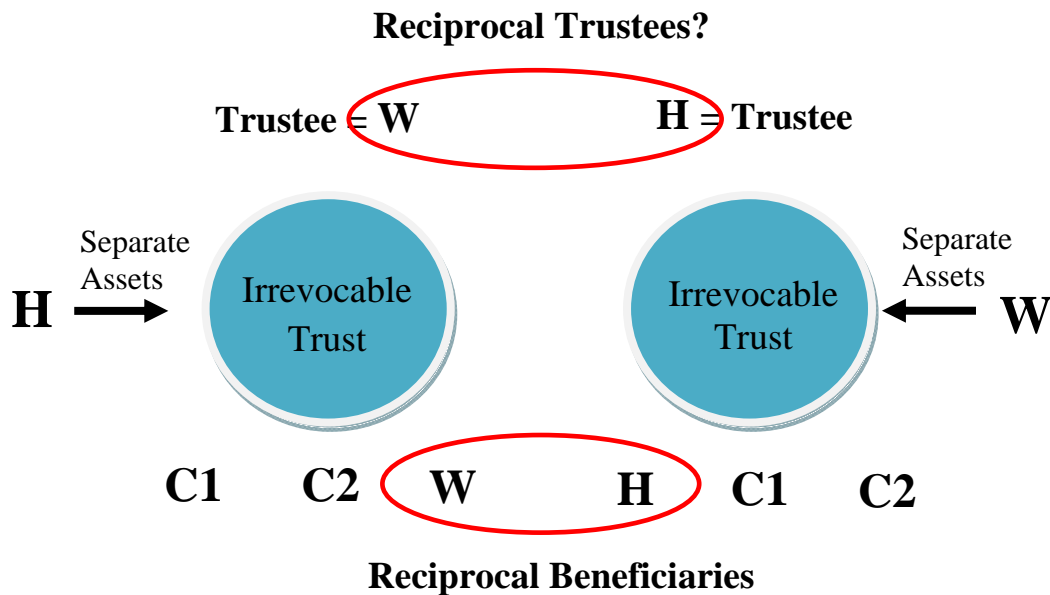 Reciprocal Trustees?
Trustee = W
H = Trustee
Separate
Assets
H
Irrevocable
Trust
Irrevocable
Trust
Separate
Assets
W
C1 C2 W H C1 C2
Reciprocal Beneficiaries